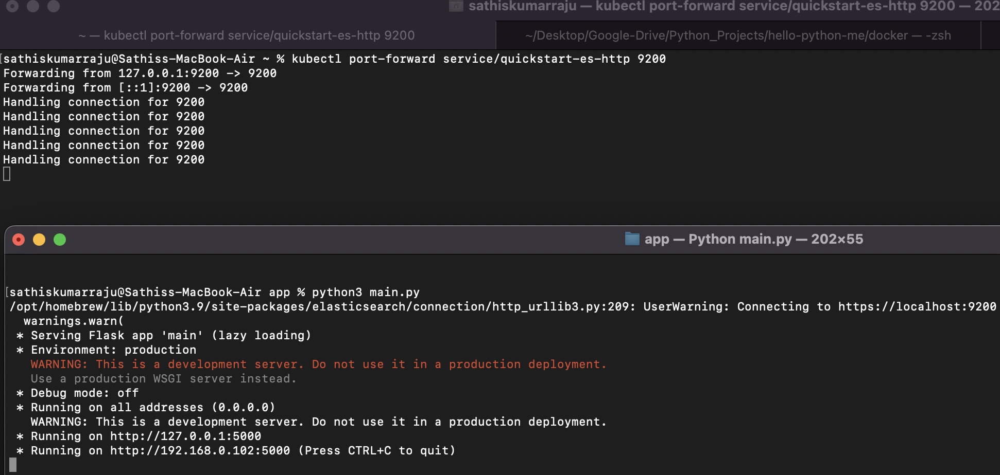 sathiskumarraju — kubectl port-forward service/quickstart-es-http 9200 — 202
~ — kubectl port-forward service/quickstart-es-http 9200
~/Desktop/Google-Drive/Python_Projects/hello-python-me/docker — -zsh
[sathiskumarraju@Sathiss-MacBook-Air ~ % kubectl port-forward service/quickstart-es-http 9200
Forwarding from 127.0.0.1:9200 -> 9200
Forwarding from [::1]:9200 -> 9200
Handling connection for 9200
Handling connection for 9200
Handling connection for 9200
Handling connection for 9200
Handling connection for 9200
app — Python main.py — 202×55
[sathiskumarraju@Sathiss-MacBook-Air app % python3 main.py
/opt/homebrew/lib/python3.9/site-packages/elasticsearch/connection/http_urllib3.py:209: UserWarning: Connecting to https://localhost:9200
warnings.warn(
* Serving Flask app 'main' (lazy loading)
* Environment: production
WARNING: This is a development server. Do not use it in a production deployment.
Use a production WSGI server instead.
* Debug mode: off
* Running on all addresses (0.0.0.0)
WARNING: This is a development server. Do not use it in a production deployment.
* Running on http://127.0.0.1:5000
* Running on http://192.168.0.102:5000 (Press CTRL+C to quit)